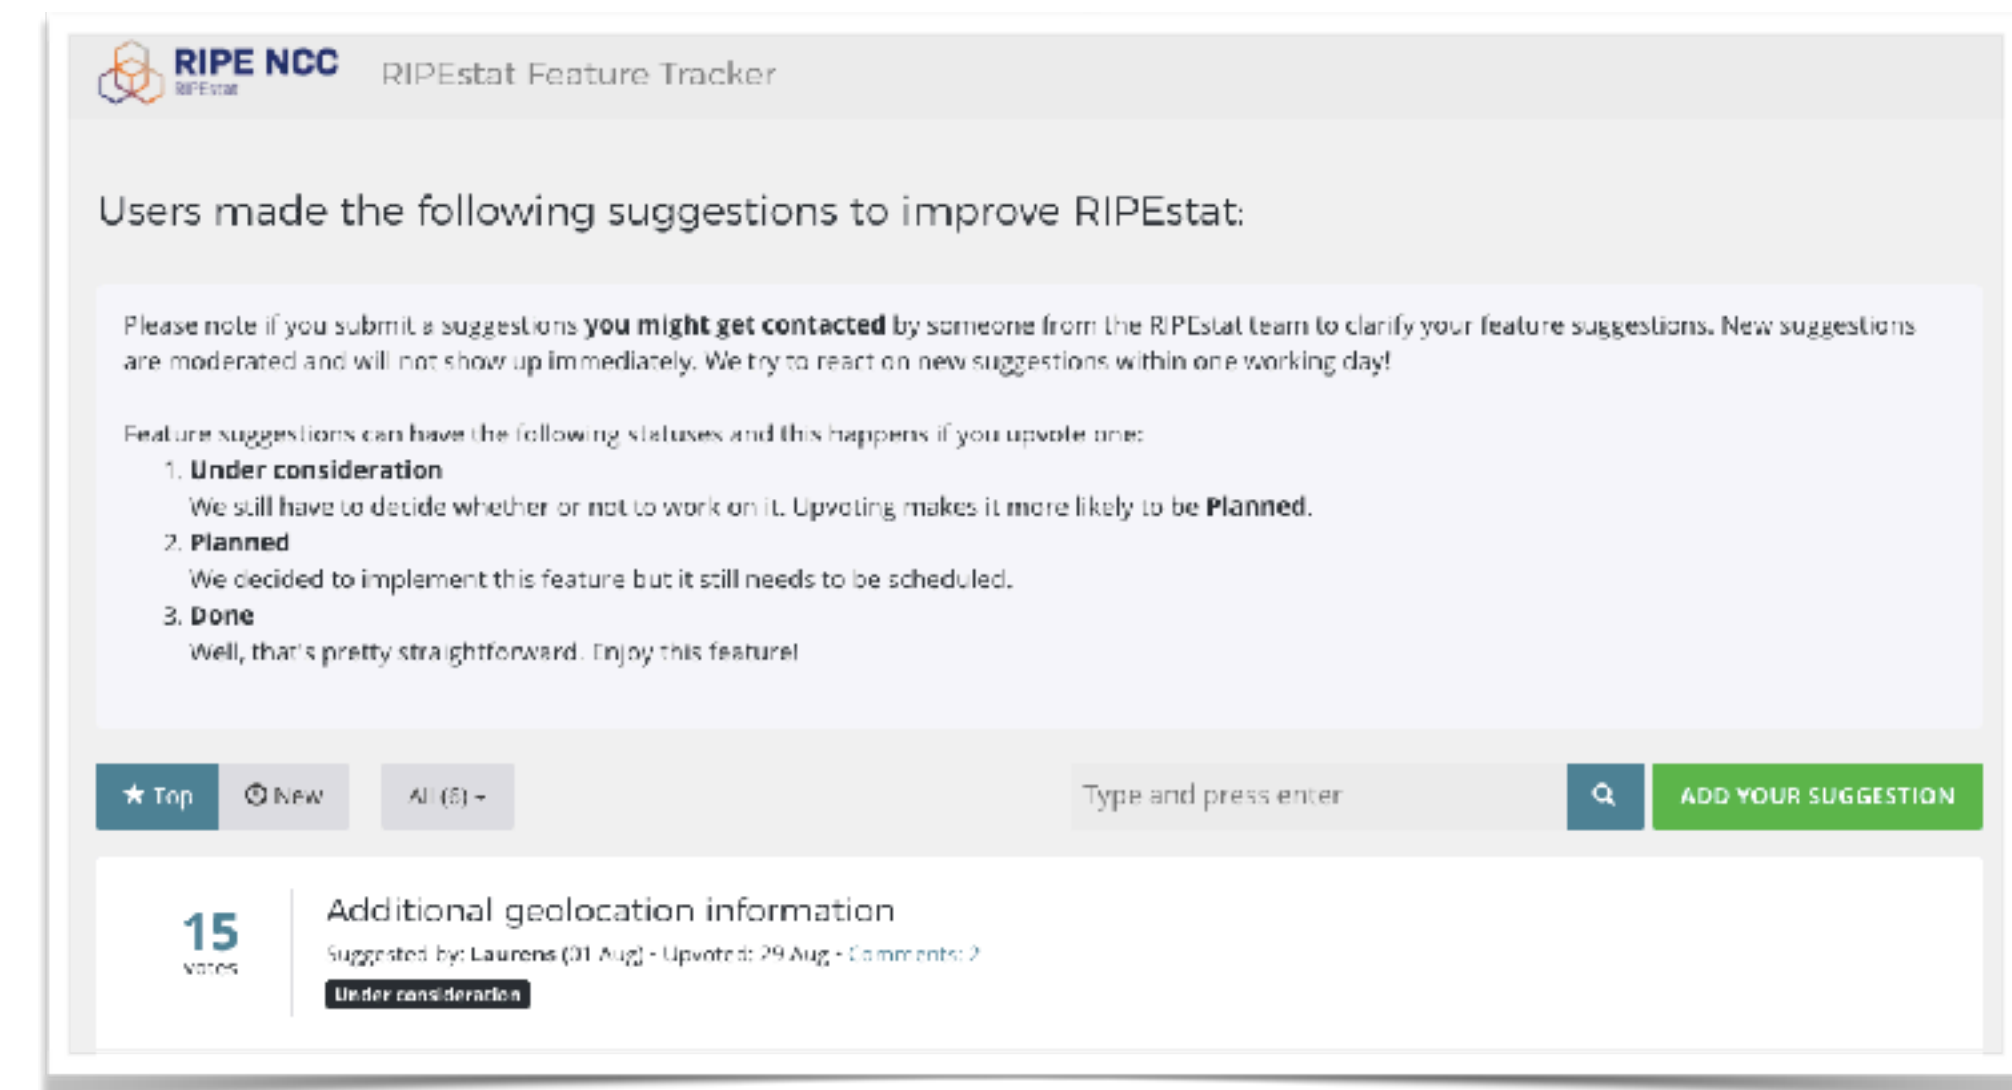 RIPE NCC
RIPEstat
RIPEstat Feature Tracker
Users made the following suggestions to improve RIPEstat:
Please note if you submit a suggestions you might get contacted by someone from the RIPEstat team to clarify your feature suggestions. New suggestions
are moderated and will not show up immediately. We try to react on new suggestions within one working day!
Feature suggestions can have the following statuses and this happens if you upvote one:
1. Under consideration
We still have to decide whether or not to work on it. Upvoting makes it more likely to be Planned.
2. Planned
We decided to implement this feature but it still needs to be scheduled.
3. Done
Well, that's pretty straightforward. Enjoy this feature!
Top New All (6) Type and press enter ADD YOUR SUGGESTION
15
votes
Additional geolocation information
Suggested by: Laurens (01 Aug) • Upvoted: 29 Aug • Comments: 2
Under consideration